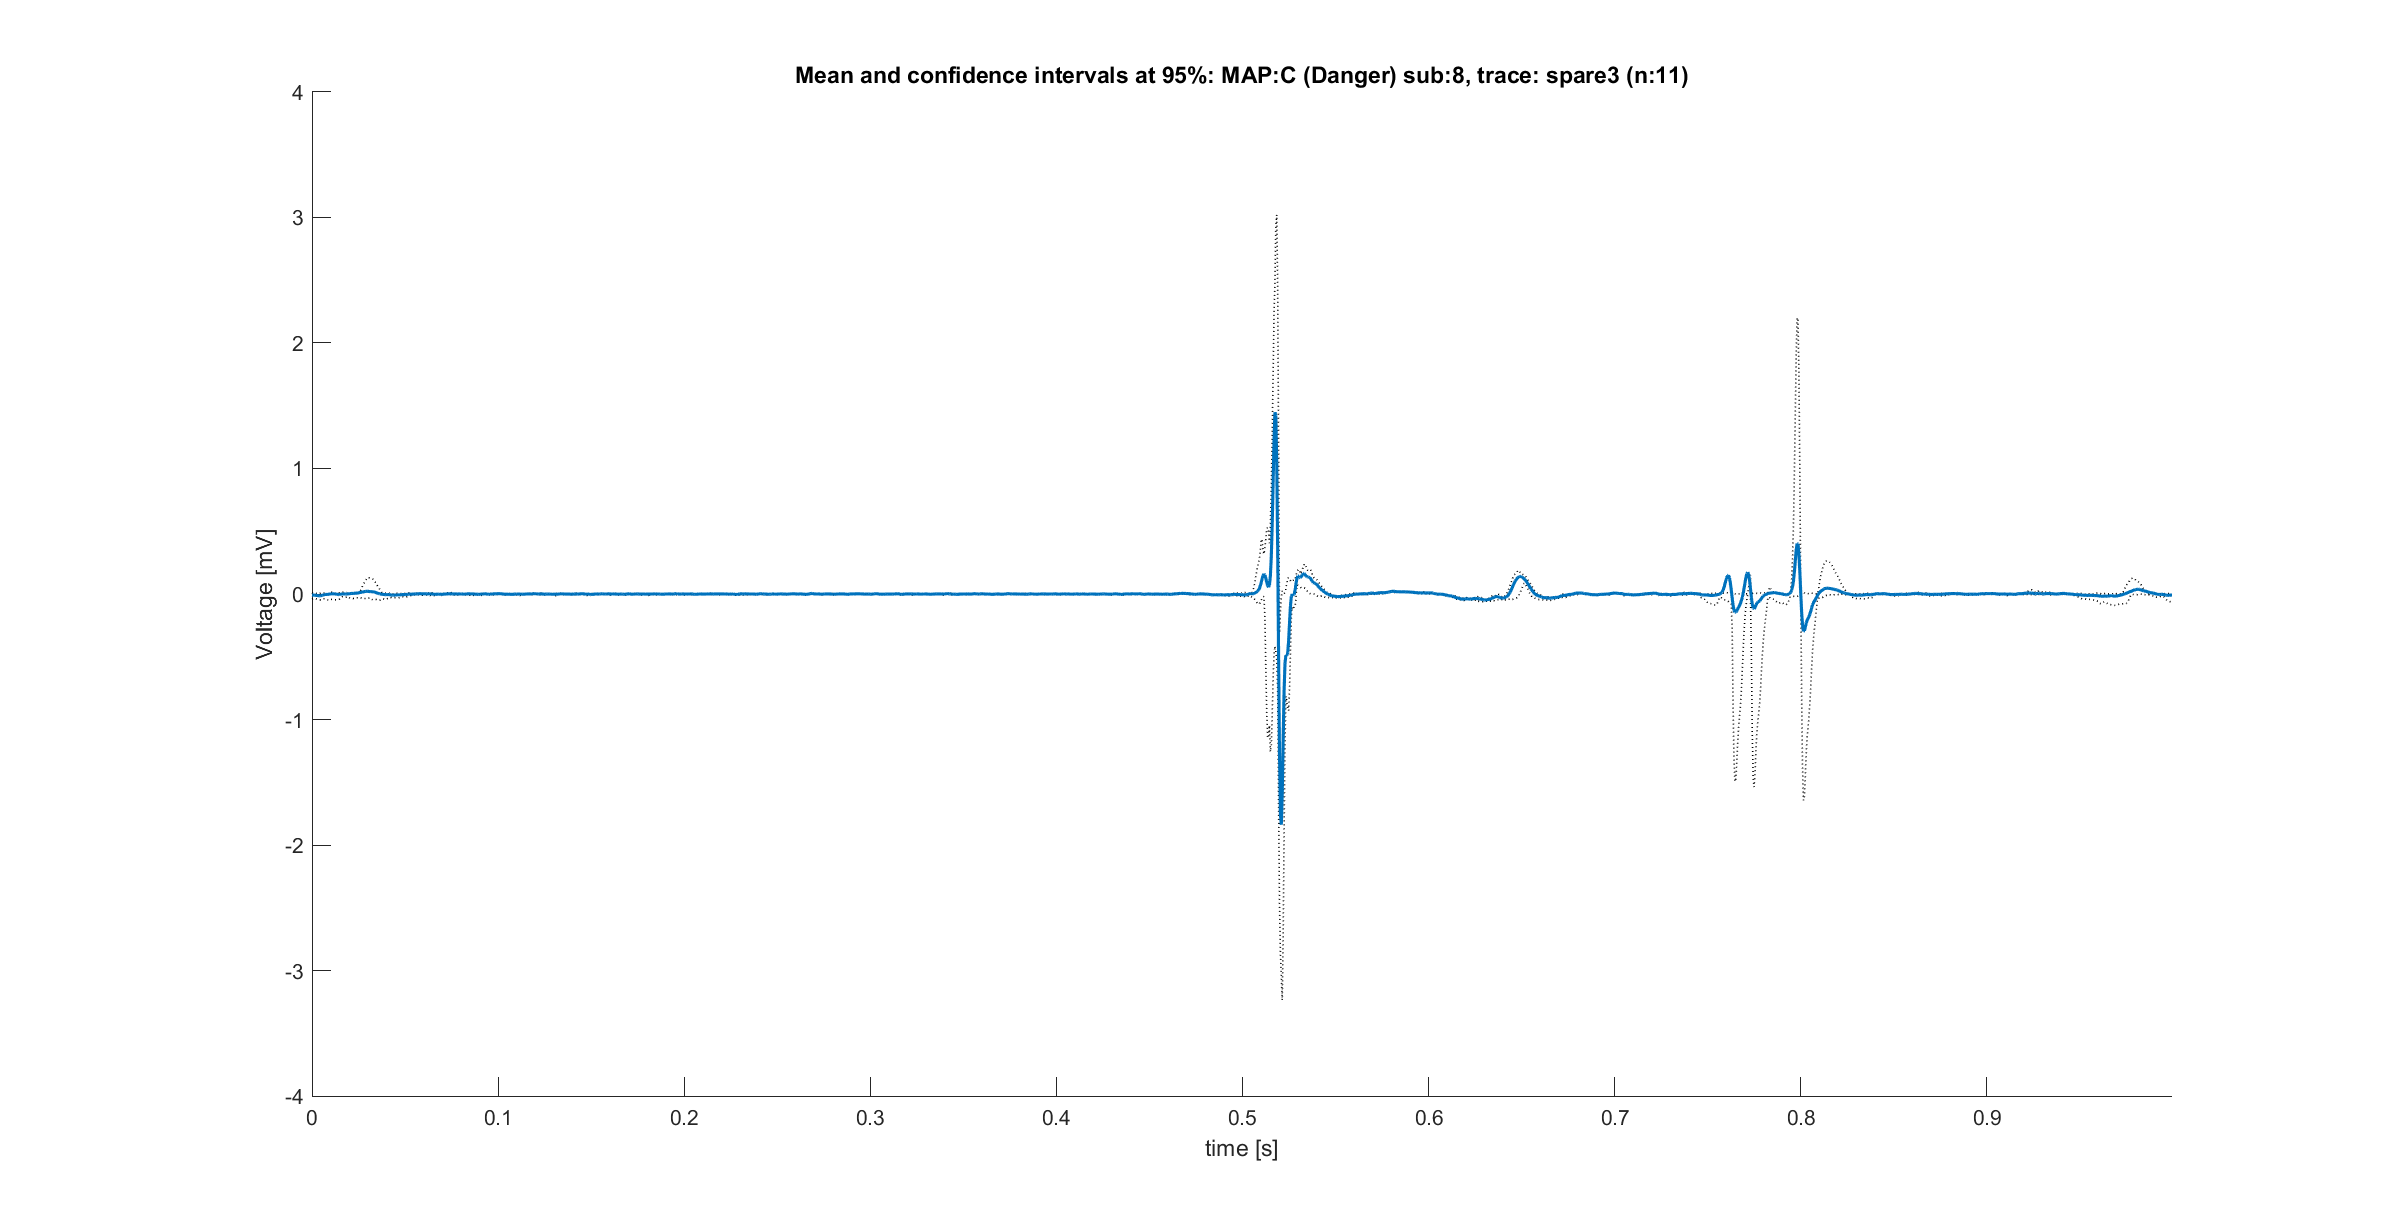 Mean and confidence intervals at 95%: MAP:C (Danger) sub:8, trace: spare3 (n:11)
4
3
2
1
0
-1
-2
-3
-4
Voltage [mV]
0 0.1 0.2 0.3 0.4 0.5 0.6 0.7 0.8 0.9
time [s]